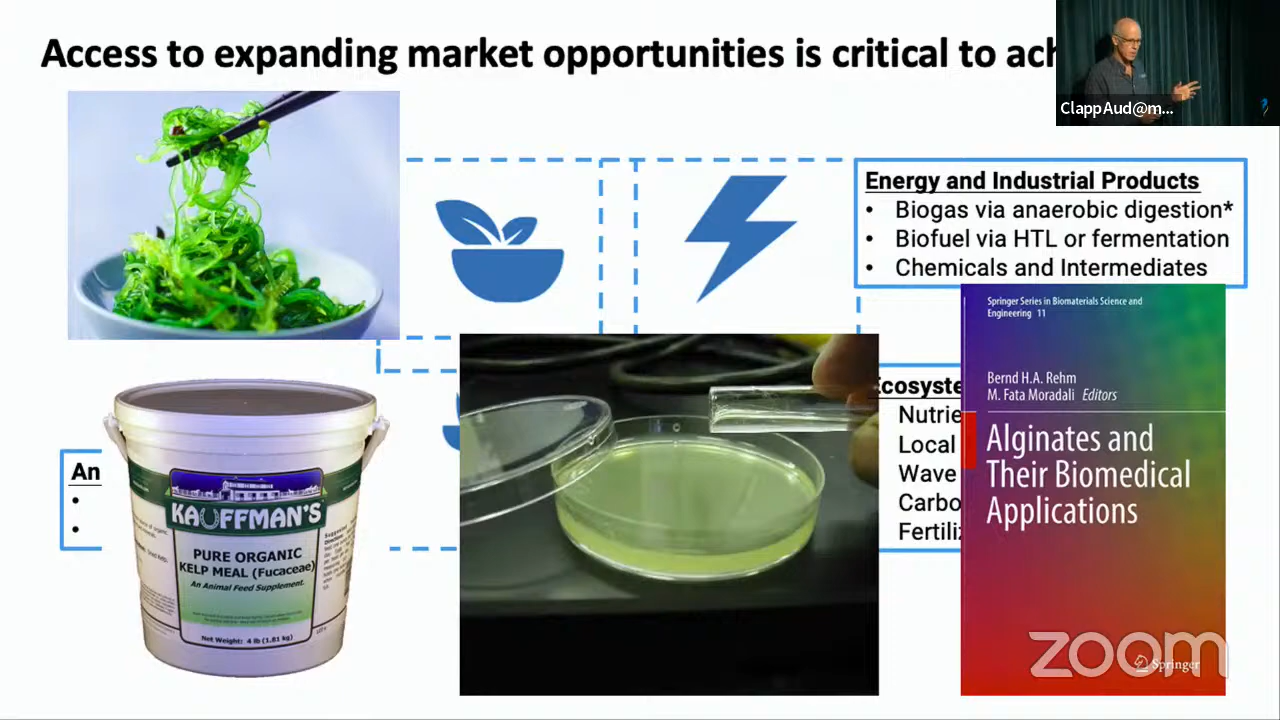 Access to expanding market opportunities is critical to ach
ClappAud@m...
Energy and Industrial Products
• Biogas via anaerobic digestion*
• Biofuel via HTL or fermentation
• Chemicals and Intermediates
Springer Series in Biomaterials Science and
Engineering 11
Bernd H.A. Rehm
M. Fata Moradali Editors
Alginates and
Their Biomedical
Applications
Springer
Ecosyste
Nutrie
Local
Wave
Carbo
Fertiliz
An
•
•
KAUFFMAN'S
PURE ORGANIC
KELP MEAL (Fucaceae)
An Animal Feed Supplement.
Net Weight: 4 lb (1.81 kg)
zoom